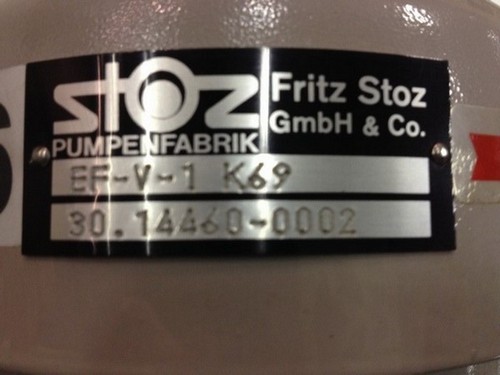 stoz
PUMPENFABRIK
Fritz Stoz
GmbH & Co.
EF-V-1 K69
30.14460-0002